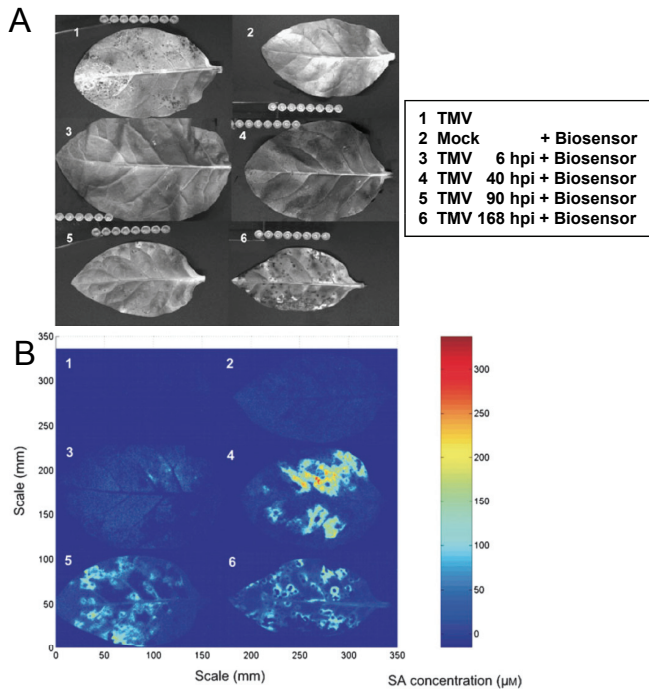 A
1
2
3
4
5
6
1 TMV
2 Mock + Biosensor
3 TMV 6 hpi + Biosensor
4 TMV 40 hpi + Biosensor
5 TMV 90 hpi + Biosensor
6 TMV 168 hpi + Biosensor
B
350
300
250
200
150
100
50
0
Scale (mm)
1
2
3
4
5
6
0 50 100 150 200 250 300 350
Scale (mm)
300
250
200
150
100
50
0
SA concentration (μM)